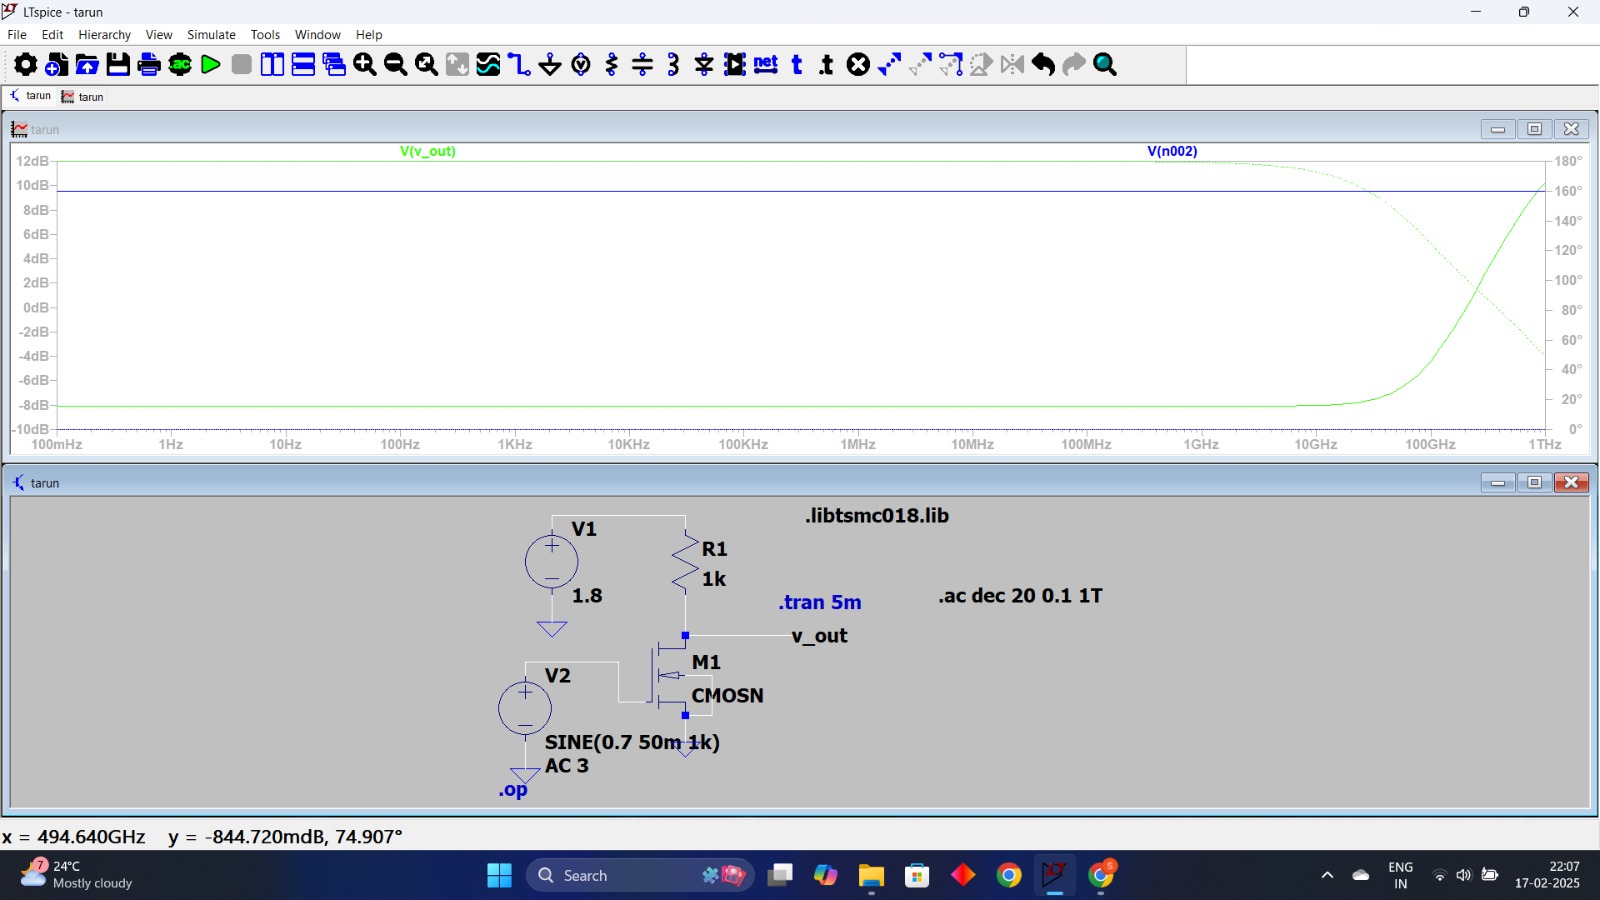 LTspice - tarun
File Edit Hierarchy View Simulate Tools Window Help
.ac net t .t
tarun tarun
tarun
V(v_out) V(n002)
12dB 180°
10dB 160°
8dB 140°
6dB 120°
4dB 100°
2dB 80°
0dB 60°
-2dB 40°
-4dB 20°
-6dB 0°
-8dB
-10dB
100mHz 1Hz 10Hz 100Hz 1KHz 10KHz 100KHz 1MHz 10MHz 100MHz 1GHz 10GHz 100GHz 1THz
tarun
.libtsmc018.lib
V1
R1
1k
1.8
.tran 5m
.ac dec 20 0.1 1T
v_out
M1
V2
CMOSN
SINE(0.7 50m 1k)
AC 3
.op
x = 494.640GHz y = -844.720mdB, 74.907°
7
24°C
Mostly cloudy
Search
S
ENG
IN
22:07
17-02-2025